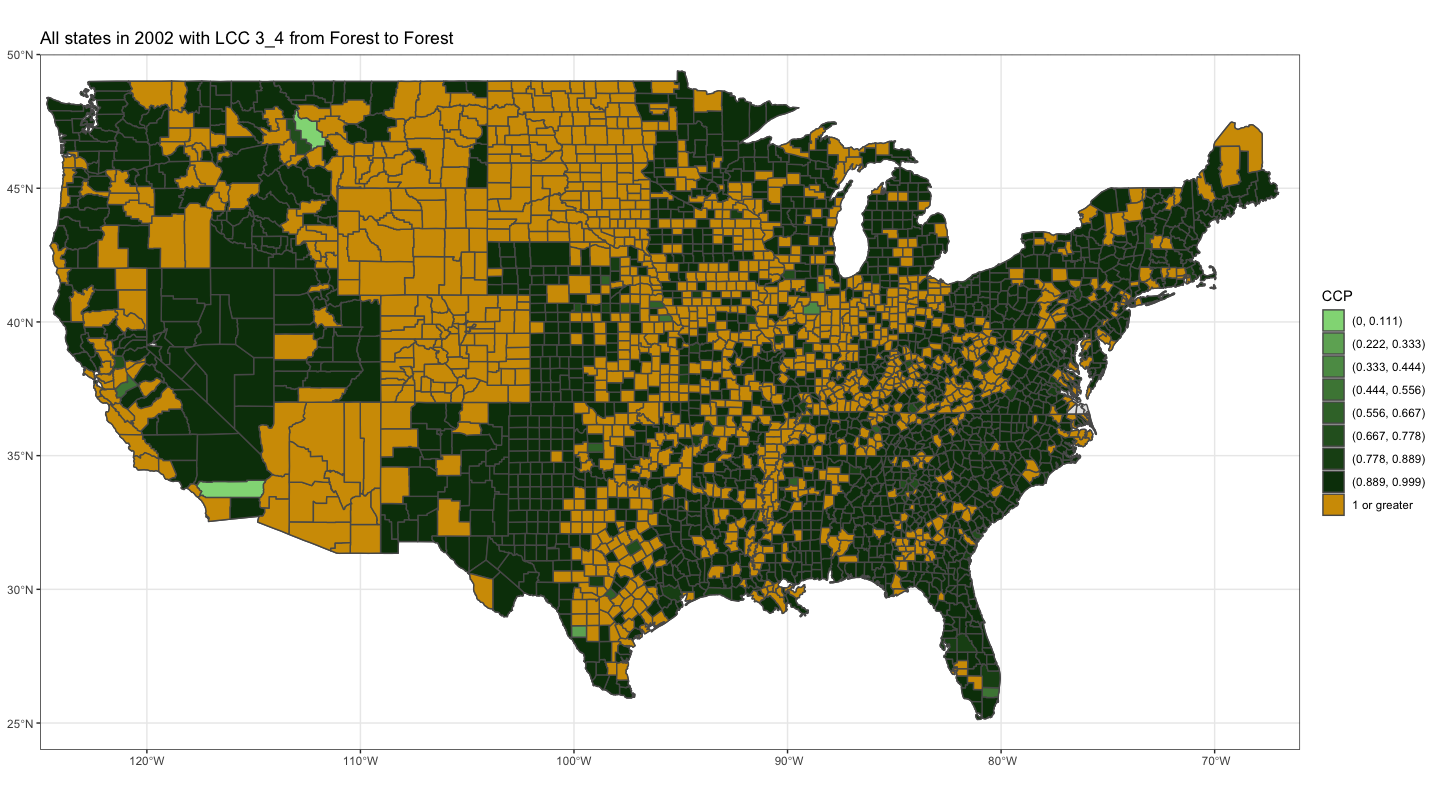 All states in 2002 with LCC 3_4 from Forest to Forest
50°N
45°N
40°N
35°N
30°N
25°N
120°W
110°W
100°W
90°W
80°W
70°W
CCP
(0, 0.111)
(0.222, 0.333)
(0.333, 0.444)
(0.444, 0.556)
(0.556, 0.667)
(0.667, 0.778)
(0.778, 0.889)
(0.889, 0.999)
1 or greater